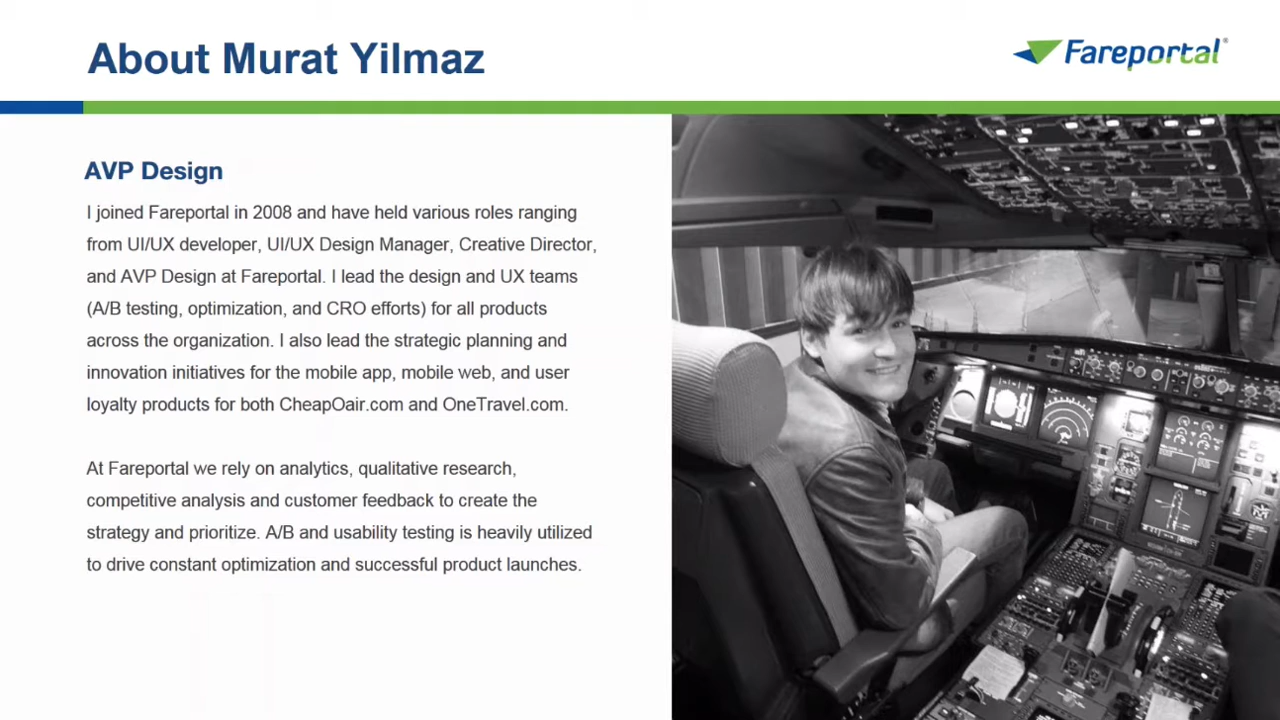 About Murat Yilmaz
Fareportal®
AVP Design
I joined Fareportal in 2008 and have held various roles ranging
from UI/UX developer, UI/UX Design Manager, Creative Director,
and AVP Design at Fareportal. I lead the design and UX teams
(A/B testing, optimization, and CRO efforts) for all products
across the organization. I also lead the strategic planning and
innovation initiatives for the mobile app, mobile web, and user
loyalty products for both CheapOair.com and OneTravel.com.
At Fareportal we rely on analytics, qualitative research,
competitive analysis and customer feedback to create the
strategy and prioritize. A/B and usability testing is heavily utilized
to drive constant optimization and successful product launches.